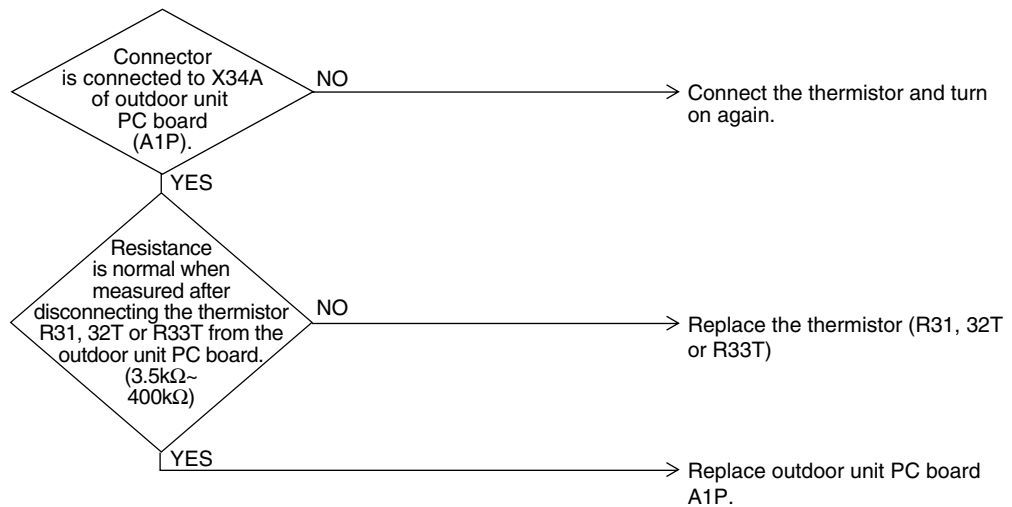 Connector
is connected to X34A
of outdoor unit
PC board
(A1P).
NO
Connect the thermistor and turn
on again.
YES
Resistance
is normal when
measured after
disconnecting the thermistor
R31, 32T or R33T from the
outdoor unit PC board.
(3.5kΩ~
400kΩ)
NO
Replace the thermistor (R31, 32T
or R33T)
YES
Replace outdoor unit PC board
A1P.